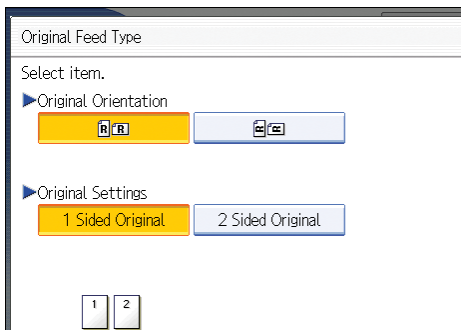 Original Feed Type
Select item.
▶Original Orientation
R R R R
▶Original Settings
1 Sided Original 2 Sided Original
1 2